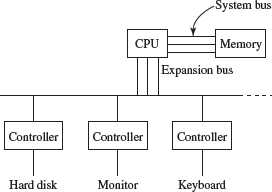 System bus
CPU
Memory
Expansion bus
Controller
Controller
Controller
Hard disk
Monitor
Keyboard